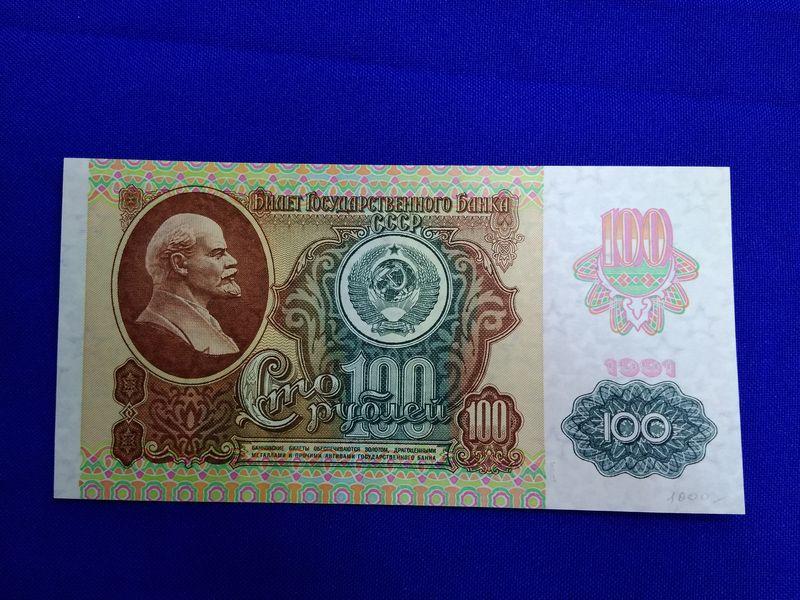 Билет Государственного Банка
СССР
100
1991
Сто 100
рублей
100
100
БАНКОВСКИЕ БИЛЕТЫ ОБЕСПЕЧИВАЮТСЯ ЗОЛОТОМ, ДРАГОЦЕННЫМИ
МЕТАЛЛАМИ И ПРОЧИМИ АКТИВАМИ ГОСУДАРСТВЕННОГО БАНКА